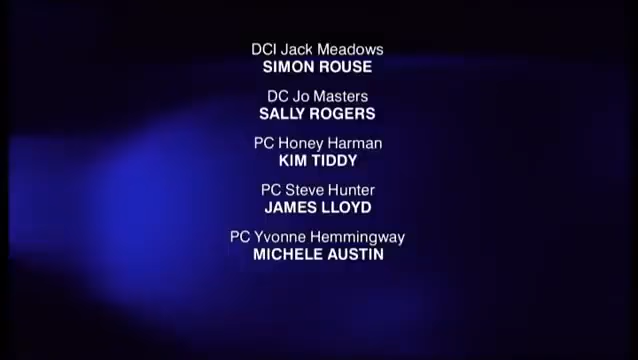 DCI Jack Meadows
SIMON ROUSE
DC Jo Masters
SALLY ROGERS
PC Honey Harman
KIM TIDDY
PC Steve Hunter
JAMES LLOYD
PC Yvonne Hemmingway
MICHELE AUSTIN